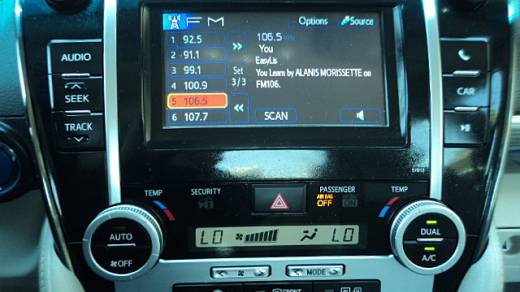 FM Options Source
1 92.5
2 91.1
3 99.1
4 100.9
5 106.5
6 107.7
Set
3/3
106.5
You
EasyLis
You Learn by ALANIS MORISSETTE on
FM106.
SCAN
AUDIO
SEEK
TRACK
CAR
TEMP
SECURITY
PASSENGER
AIR BAG
OFF
ON
TEMP
AUTO
OFF
LO
LO
DUAL
A/C
MODE
FRONT